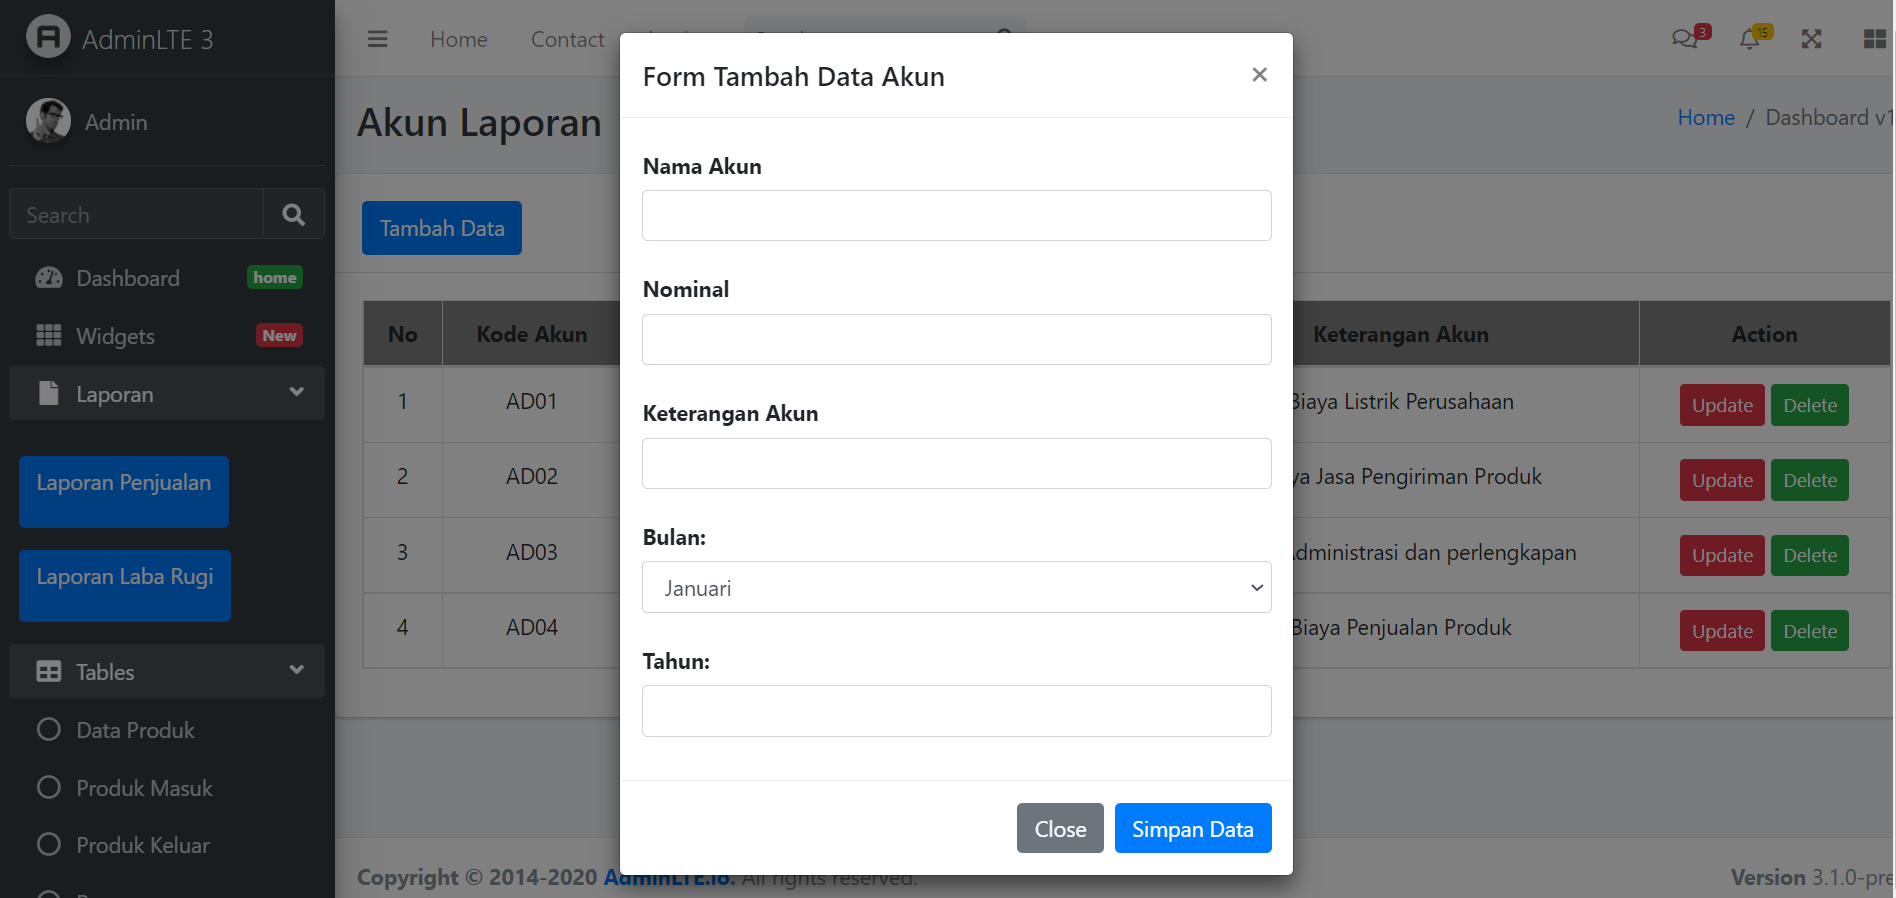 AdminLTE 3
Admin
Search
Dashboard
home
Widgets
New
Laporan
Laporan Penjualan
Laporan Laba Rugi
Tables
Data Produk
Produk Masuk
Produk Keluar
Home
Contact
3
15
Akun Laporan
Home / Dashboard v1
Tambah Data
No
Kode Akun
Keterangan Akun
Action
1
AD01
Biaya Listrik Perusahaan
Update
Delete
2
AD02
Jasa Pengiriman Produk
Update
Delete
3
AD03
dministrasi dan perlengkapan
Update
Delete
4
AD04
Biaya Penjualan Produk
Update
Delete
Form Tambah Data Akun
×
Nama Akun
Nominal
Keterangan Akun
Bulan:
Januari
Tahun:
Close
Simpan Data
Copyright © 2014-2020 AdminLTE.io. All rights reserved.
Version 3.1.0-pre